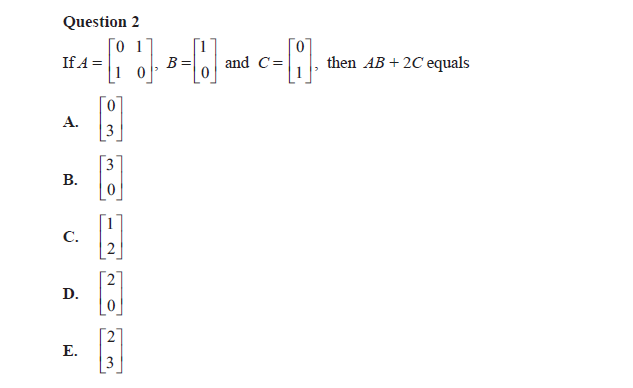 Question 2
If A = [0 1; 1 0], B = [1; 0] and C = [0; 1], then AB + 2C equals
A. [0; 3]
B. [3; 0]
C. [1; 2]
D. [2; 0]
E. [2; 3]